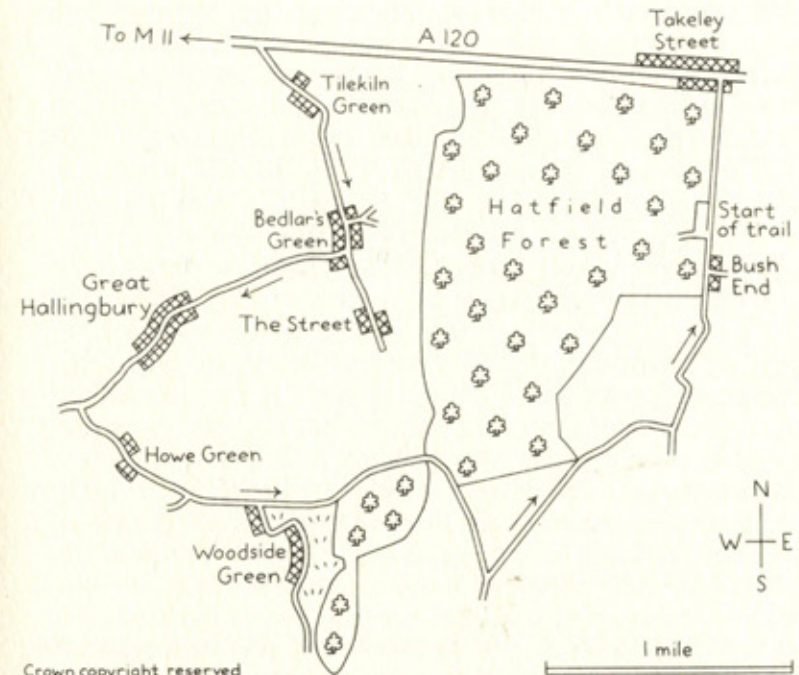 To M 11
A 120
Takeley
Street
Tilekiln
Green
Bedlar's
Green
Hatfield
Forest
Start
of trail
Bush
End
Great
Hallingbury
The Street
Howe Green
Woodside
Green
N
W E
S
1 mile
Crown copyright reserved